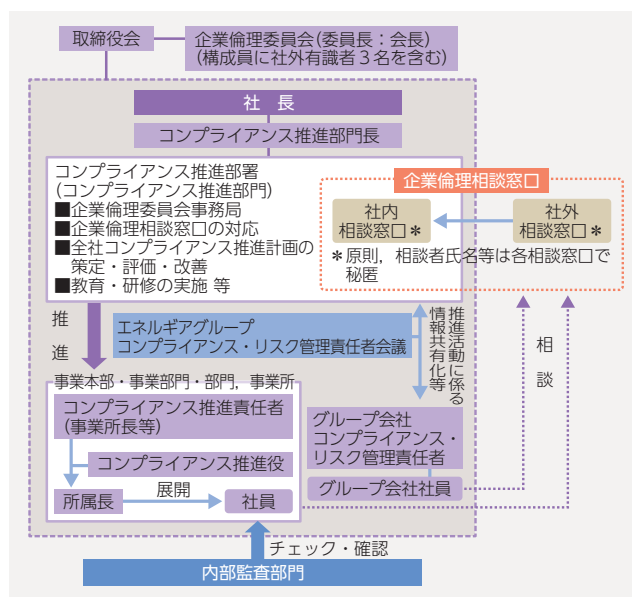 取締役会
企業倫理委員会(委員長：会長)
(構成員に社外有識者３名を含む)
社　長
コンプライアンス推進部門長
コンプライアンス推進部署
(コンプライアンス推進部門)
■企業倫理委員会事務局
■企業倫理相談窓口の対応
■全社コンプライアンス推進計画の
策定・評価・改善
■教育・研修の実施 等
企業倫理相談窓口
社内
相談窓口＊
社外
相談窓口＊
＊原則，相談者氏名等は各相談窓口で
秘匿
推進
エネルギアグループ
コンプライアンス・リスク管理責任者会議
推進活動に係る
情報共有化等
相談
事業本部・事業部門・部門，事業所
コンプライアンス推進責任者
(事業所長等)
コンプライアンス推進役
所属長
展開
社員
グループ会社
コンプライアンス・
リスク管理責任者
グループ会社社員
チェック・確認
内部監査部門